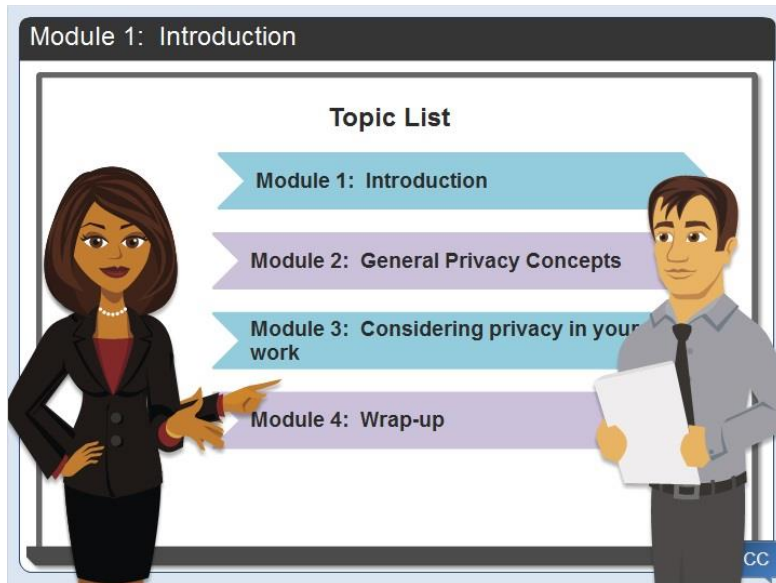 Module 1: Introduction
Topic List
Module 1: Introduction
Module 2: General Privacy Concepts
Module 3: Considering privacy in your
work
Module 4: Wrap-up
CC